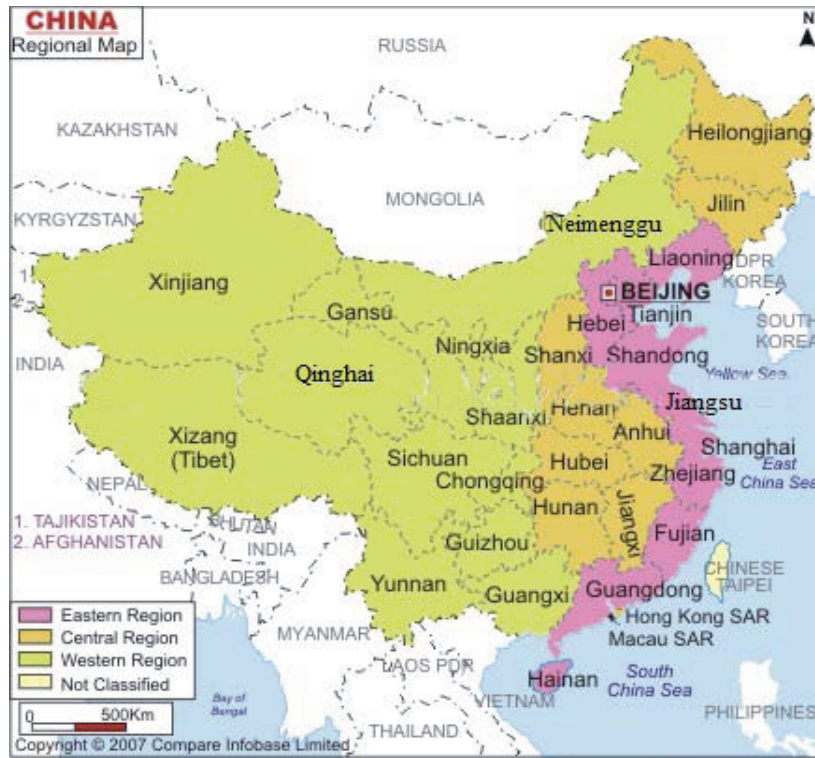 CHINA
Regional Map
N
RUSSIA
KAZAKHSTAN
Heilongjiang
MONGOLIA
Jilin
KYRGYZSTAN
Neimenggu
Liaoning
DPR
KOREA
1
2
Xinjiang
BEIJING
Gansu
Hebei
Tianjin
SOUTH
KOREA
Ningxia
Shanxi
Shandong
INDIA
Qinghai
Yellow Sea
Jiangsu
Shaanxi
Henan
Anhui
Xizang
(Tibet)
Shanghai
Sichuan
Hubei
East
China Sea
Chongqing
Zhejiang
NEPAL
Hunan
Jiangxi
1. TAJIKISTAN
2. AFGHANISTAN
BHUTAN
INDIA
Guizhou
Fujian
BANGLADESH
Yunnan
Guangxi
Guangdong
CHINESE
TAIPEI
Eastern Region
Central Region
Western Region
Not Classified
Hong Kong SAR
Macau SAR
MYANMAR
LAOS PDR
Hainan
South
China Sea
VIETNAM
Bay of
Bengal
PHILIPPINES
0 500Km
THAILAND
Copyright © 2007 Compare Infobase Limited